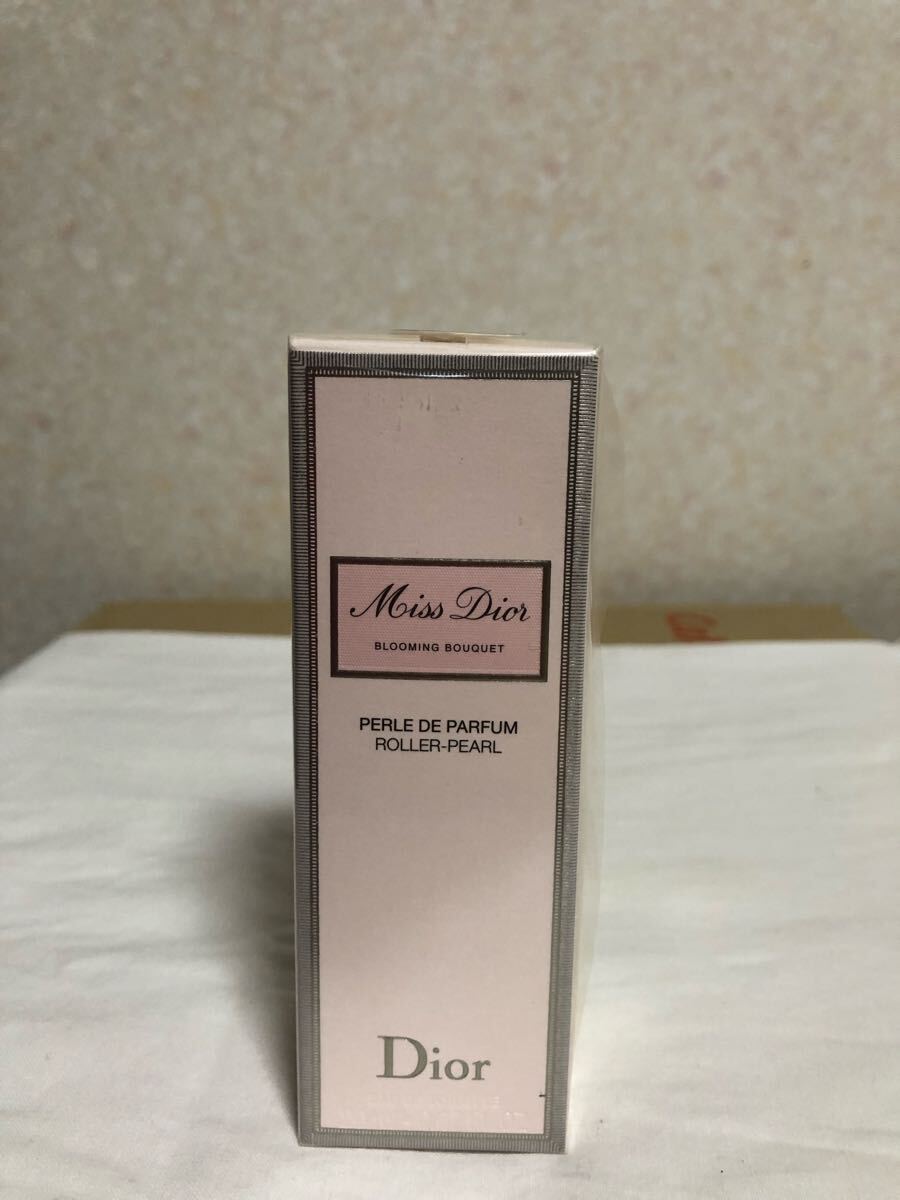 Miss Dior
BLOOMING BOUQUET
PERLE DE PARFUM
ROLLER-PEARL
Dior